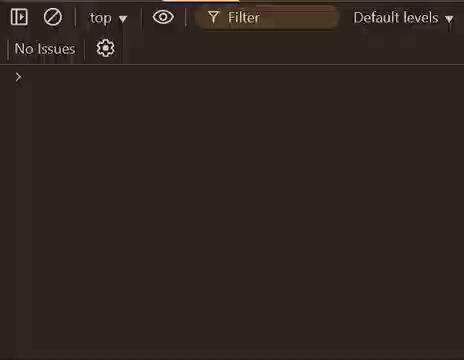 top Filter Default levels
No Issues